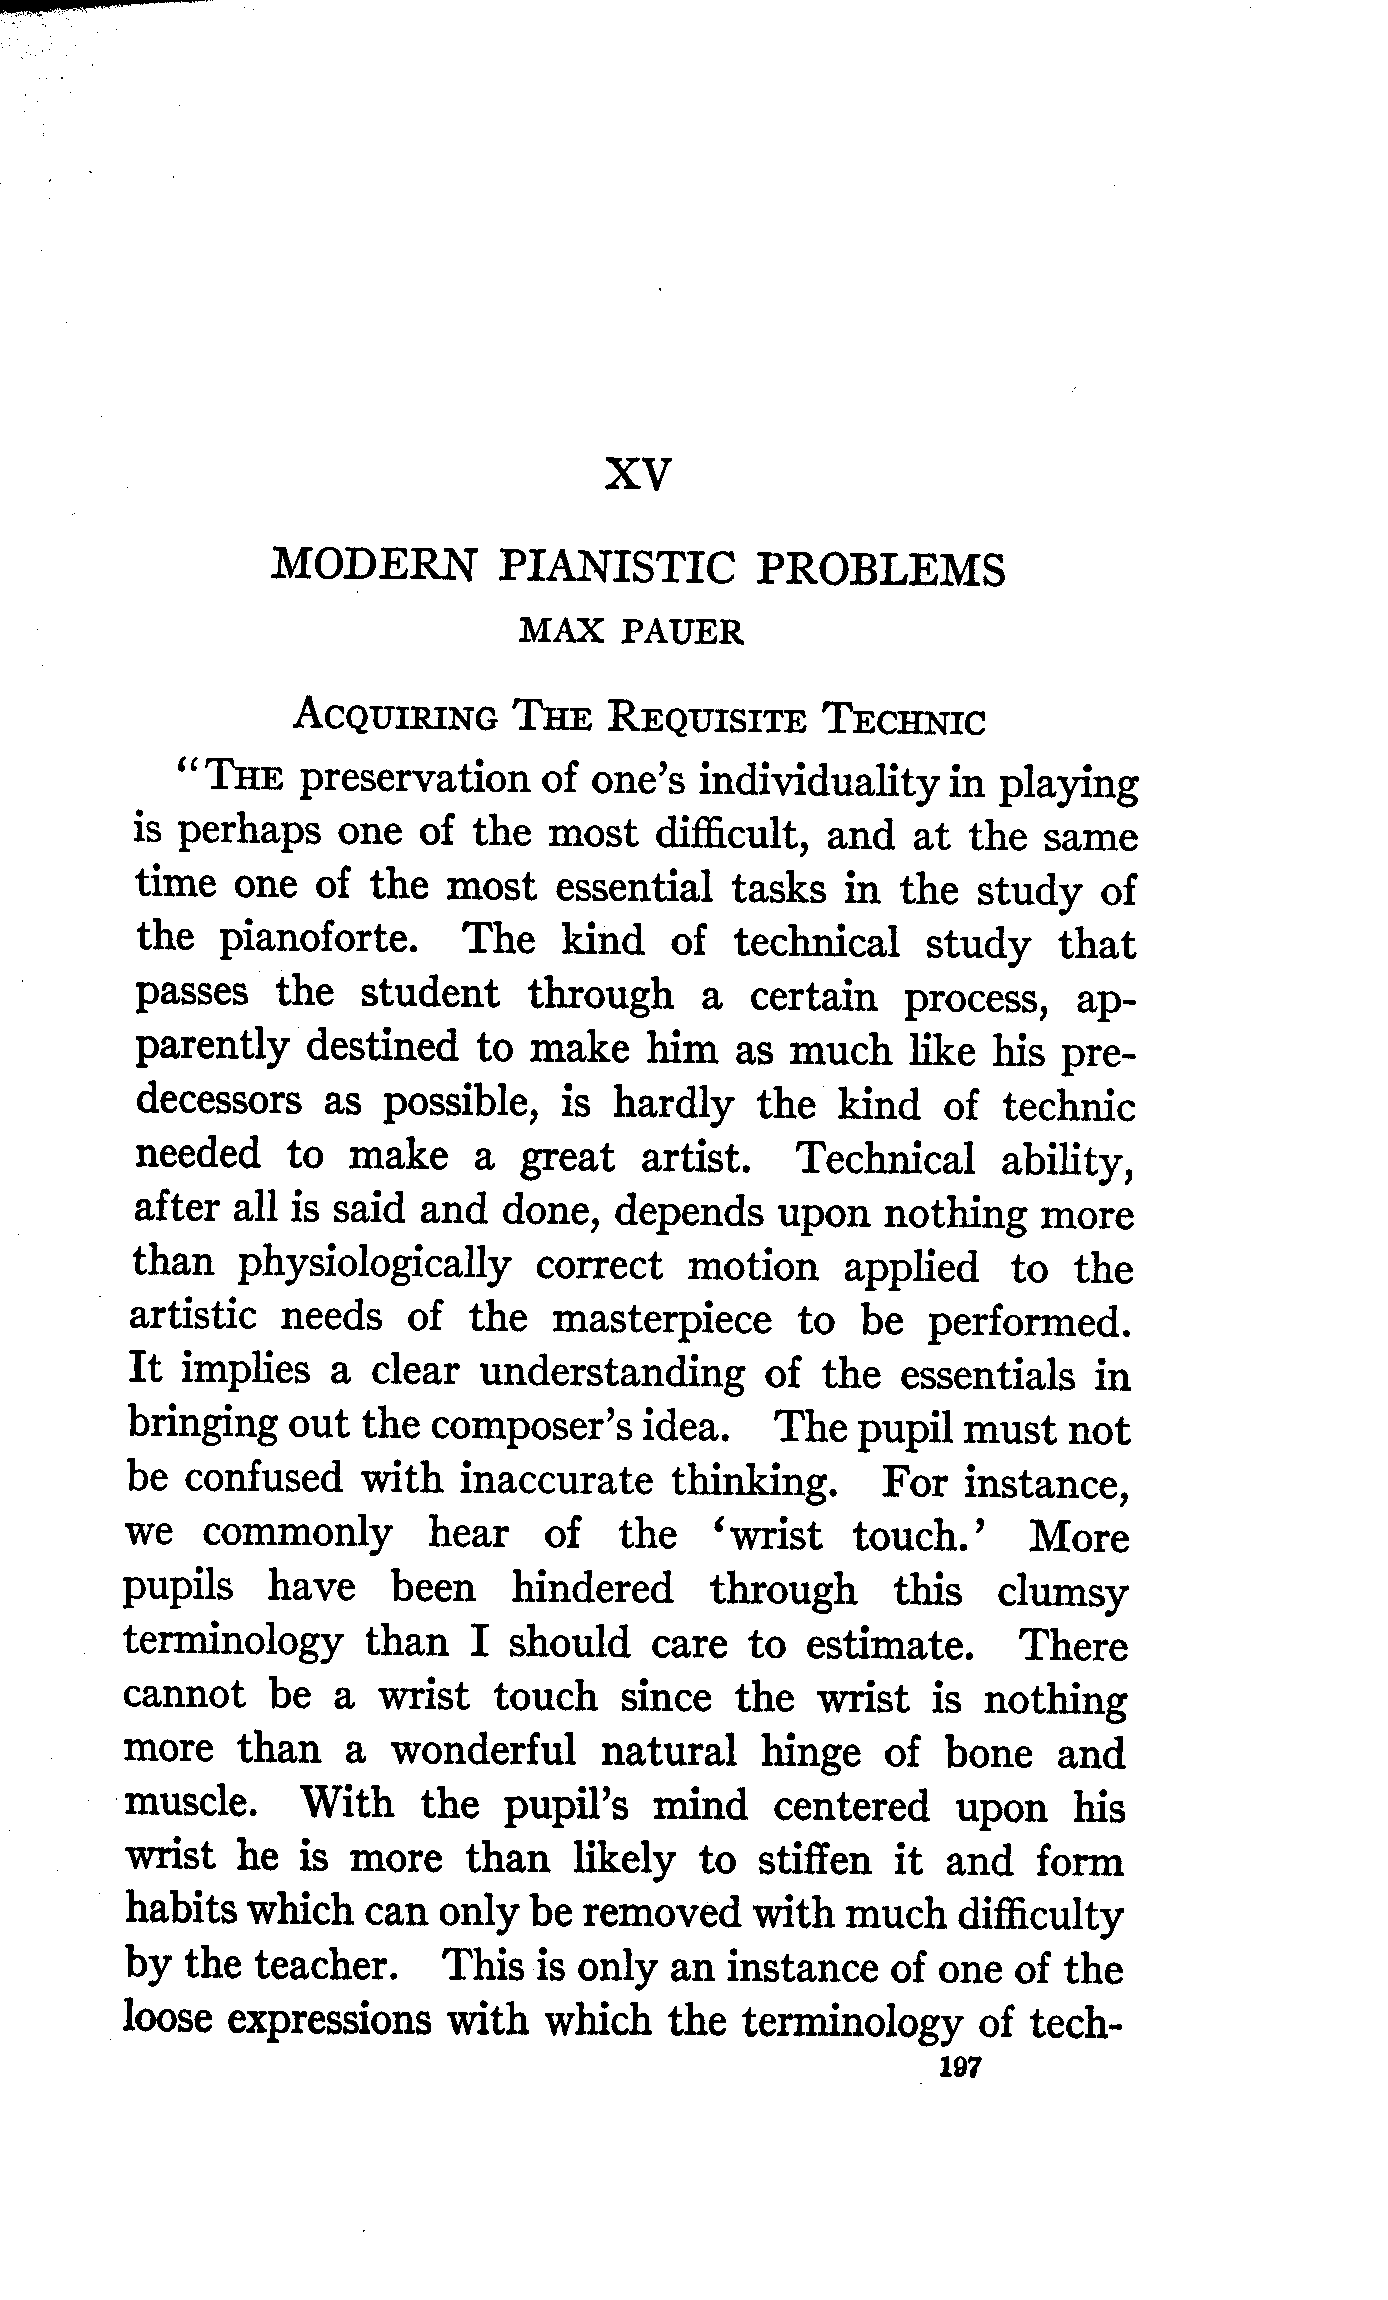 XV
MODERN PIANISTIC PROBLEMS
MAX PAUER
ACQUIRING THE REQUISITE TECHNIC
"THE preservation of one's individuality in playing
is perhaps one of the most difficult, and at the same
time one of the most essential tasks in the study of
the pianoforte. The kind of technical study that
passes the student through a certain process, ap-
parently destined to make him as much like his pre-
decessors as possible, is hardly the kind of technic
needed to make a great artist. Technical ability,
after all is said and done, depends upon nothing more
than physiologically correct motion applied to the
artistic needs of the masterpiece to be performed.
It implies a clear understanding of the essentials in
bringing out the composer's idea. The pupil must not
be confused with inaccurate thinking. For instance,
we commonly hear of the 'wrist touch.' More
pupils have been hindered through this clumsy
terminology than I should care to estimate. There
cannot be a wrist touch since the wrist is nothing
more than a wonderful natural hinge of bone and
muscle. With the pupil's mind centered upon his
wrist he is more than likely to stiffen it and form
habits which can only be removed with much difficulty
by the teacher. This is only an instance of one of the
loose expressions with which the terminology of tech-
197